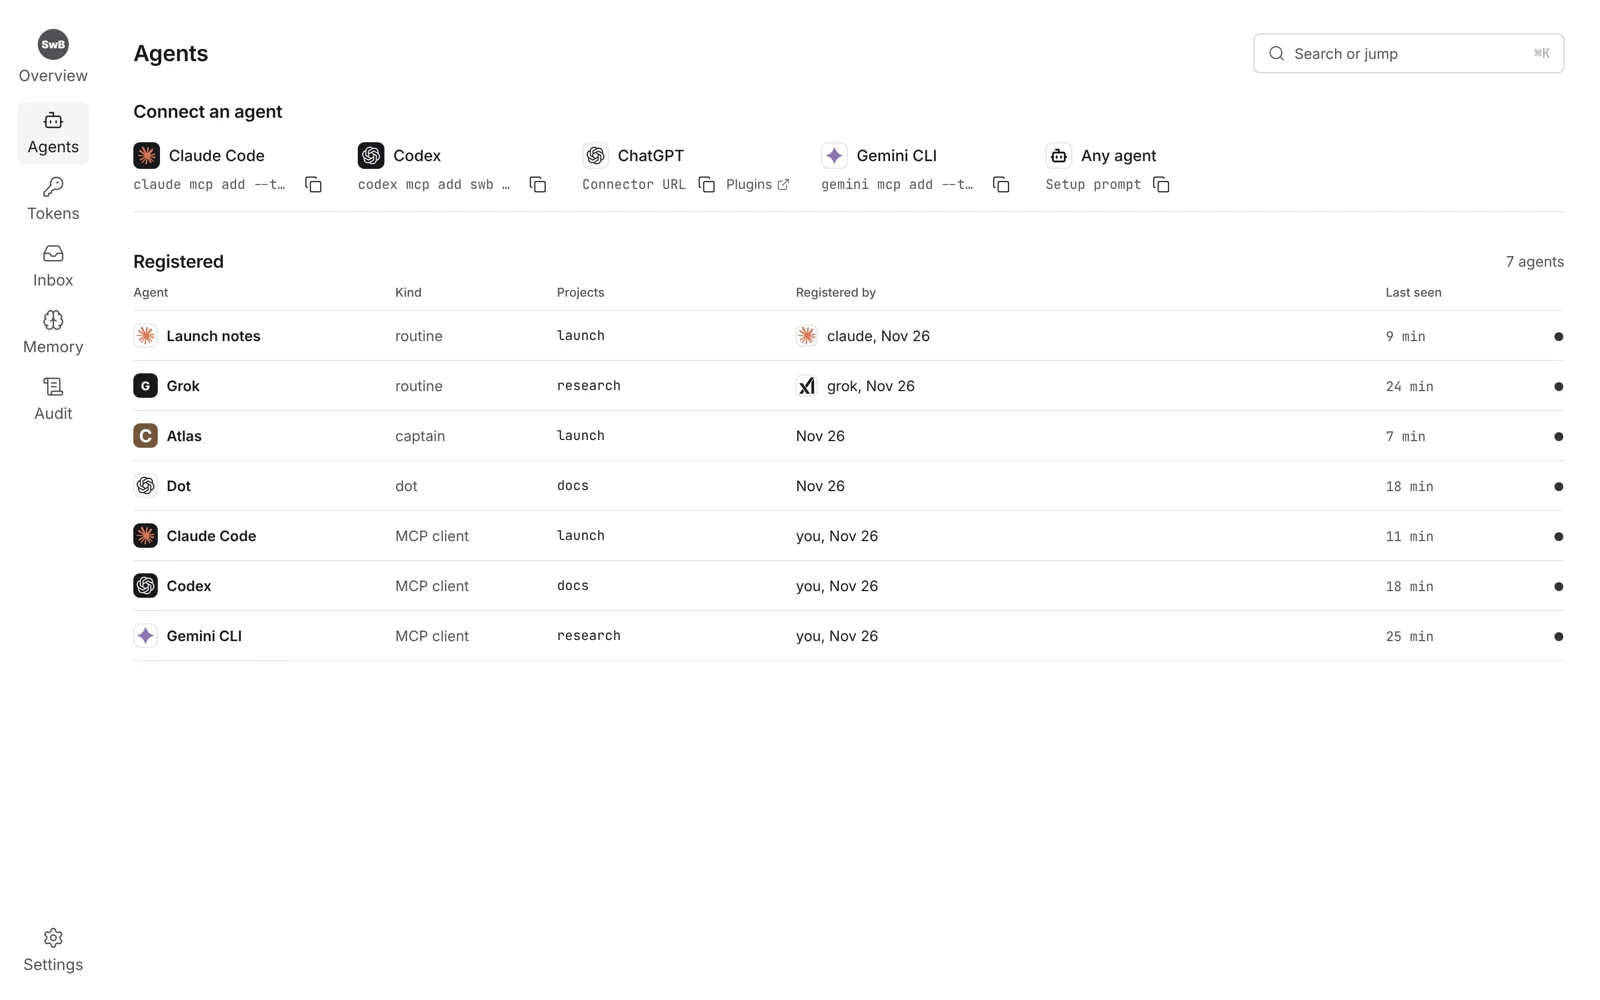 SwB
Overview
Agents
Tokens
Inbox
Memory
Audit
Settings
Agents
Search or jump ⌘K
Connect an agent
Claude Code
claude mcp add --t…
Codex
codex mcp add swb …
ChatGPT
Connector URL Plugins
Gemini CLI
gemini mcp add --t…
Any agent
Setup prompt
Registered 7 agents
Agent Kind Projects Registered by Last seen
Launch notes routine launch claude, Nov 26 9 min
G Grok routine research grok, Nov 26 24 min
C Atlas captain launch Nov 26 7 min
Dot dot docs Nov 26 18 min
Claude Code MCP client launch you, Nov 26 11 min
Codex MCP client docs you, Nov 26 18 min
Gemini CLI MCP client research you, Nov 26 25 min